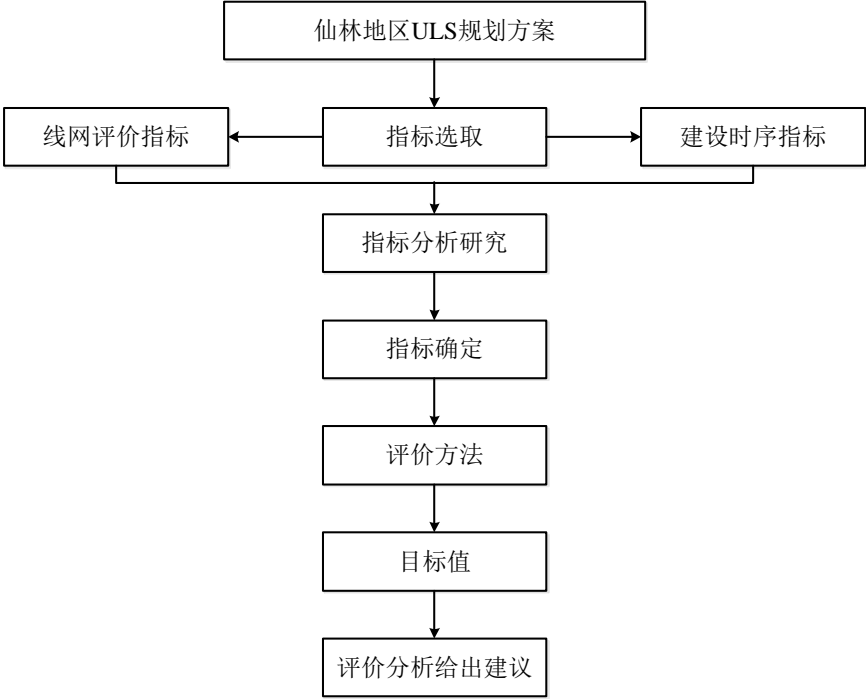 仙林地区ULS规划方案
线网评价指标
指标选取
建设时序指标
指标分析研究
指标确定
评价方法
目标值
评价分析给出建议